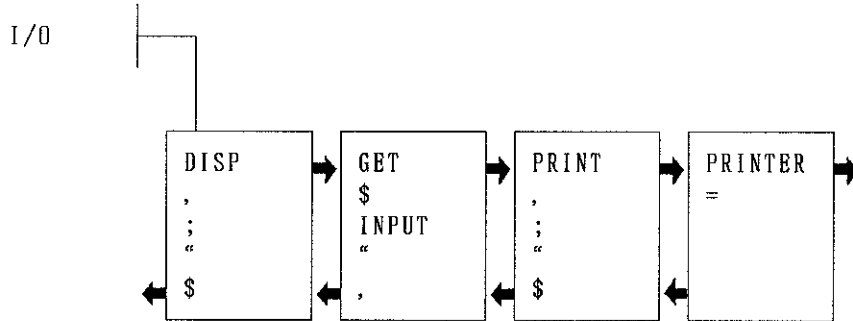 I/O
DISP
,
;
“
$
GET
$
INPUT
“
,
PRINT
,
;
“
$
PRINTER
=